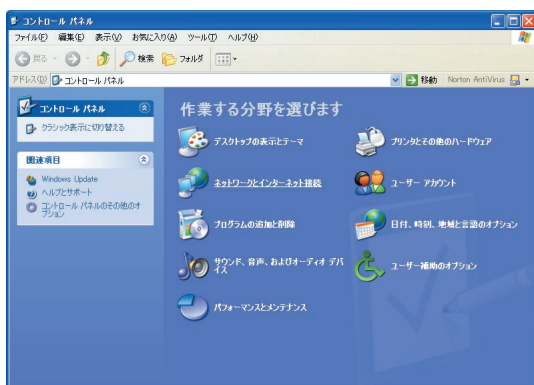 コントロール パネル
ファイル(F) 編集(E) 表示(V) お気に入り(A) ツール(T) ヘルプ(H)
戻る 検索 フォルダ
アドレス(D) コントロール パネル 移動 Norton AntiVirus
コントロール パネル
クラシック表示に切り替える
関連項目
Windows Update
ヘルプとサポート
コントロール パネルのその他のオ
プション
作業する分野を選びます
デスクトップの表示とテーマ
プリンタとその他のハードウェア
ネットワークとインターネット接続
ユーザー アカウント
プログラムの追加と削除
日付、時刻、地域と言語のオプション
サウンド、音声、およびオーディオ デバ
イス
ユーザー補助のオプション
パフォーマンスとメンテナンス